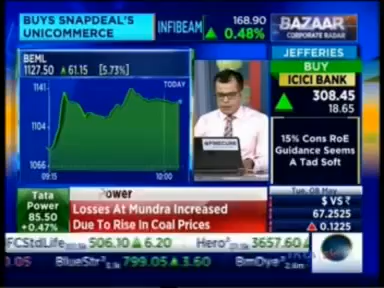 BUYS SNAPDEAL'S
UNICOMMERCE
INFIBEAM
168.90
0.48%
BAZAAR
CORPORATE RADAR
BEML
1127.50 61.15 [5.73%]
TODAY
1141
1104
1066
09:15
10:00
FINSECURE
JEFFERIES
BUY
ICICI BANK
308.45
18.65
15% Cons RoE
Guidance Seems
A Tad Soft
Tata
Power
85.50
+0.47%
Power
Losses At Mundra Increased
Due To Rise In Coal Prices
Tue, 08 May
$ VS ₹
67.2525
0.1225
FCStdLife 506.10 6.20 Hero 3657.60
0.05 BlueStr 799.05 3.60 BmDye